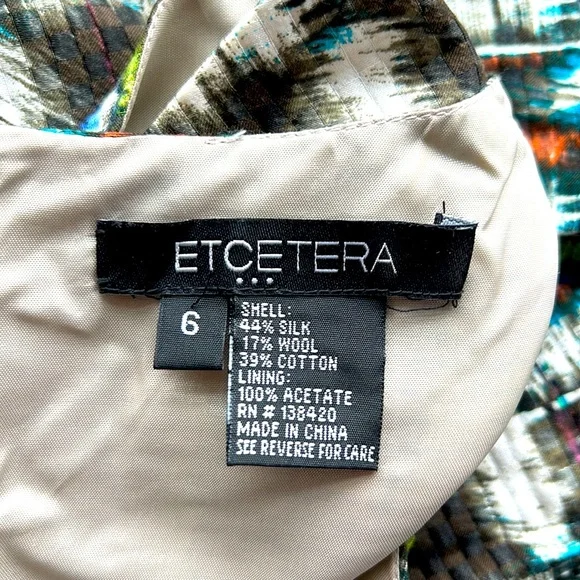 ETCETERA
6
SHELL:
44% SILK
17% WOOL
39% COTTON
LINING:
100% ACETATE
RN # 138420
MADE IN CHINA
SEE REVERSE FOR CARE